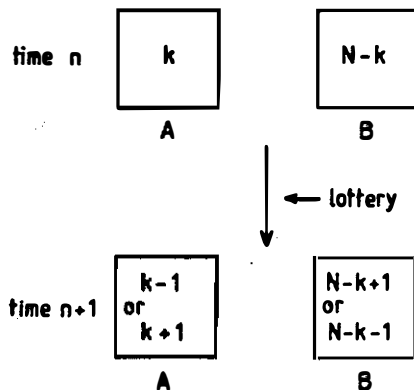 time n
k
N-k
A
B
lottery
time n+1
k-1
or
k+1
N-k+1
or
N-k-1
A
B